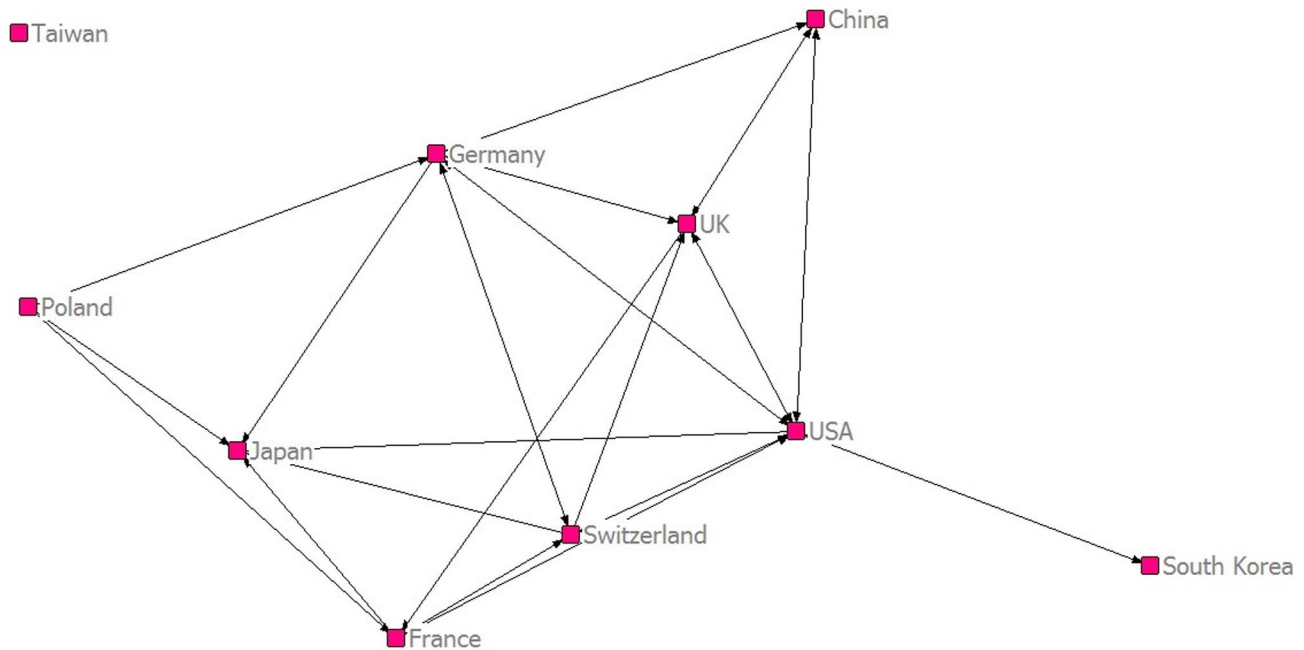 China
Taiwan
Germany
UK
Poland
USA
Japan
Switzerland
South Korea
France